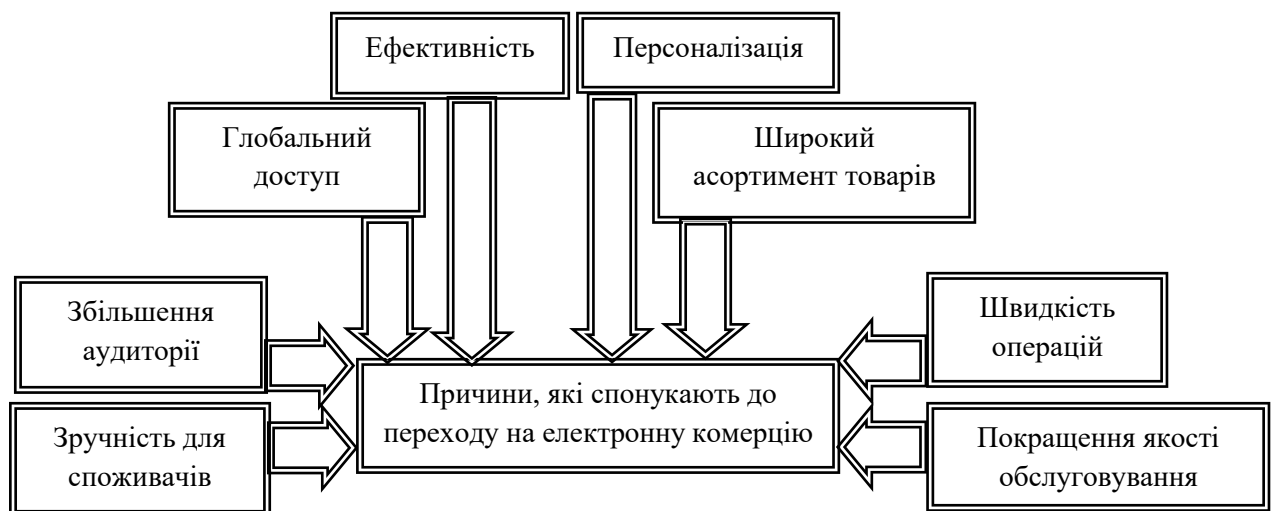 Ефективність
Персоналізація
Глобальний
доступ
Широкий
асортимент товарів
Збільшення
аудиторії
Швидкість
операцій
Причини, які спонукають до
переходу на електронну комерцію
Зручність для
споживачів
Покращення якості
обслуговування